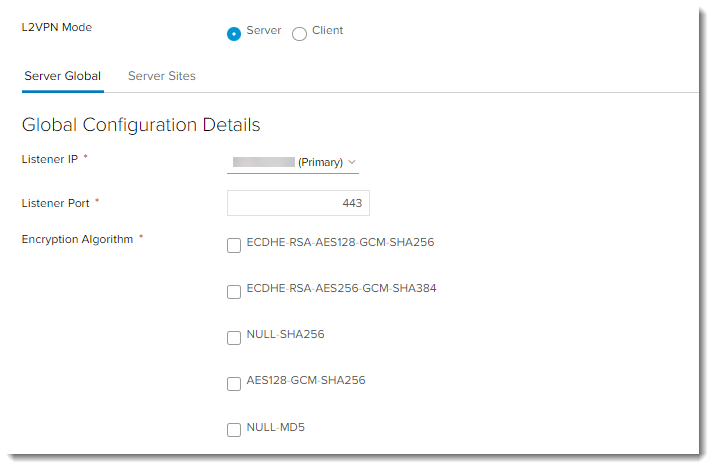 L2VPN Mode
Server Client
Server Global Server Sites
Global Configuration Details
Listener IP *
(Primary)
Listener Port *
443
Encryption Algorithm *
ECDHE-RSA-AES128-GCM-SHA256
ECDHE-RSA-AES256-GCM-SHA384
NULL-SHA256
AES128-GCM-SHA256
NULL-MD5